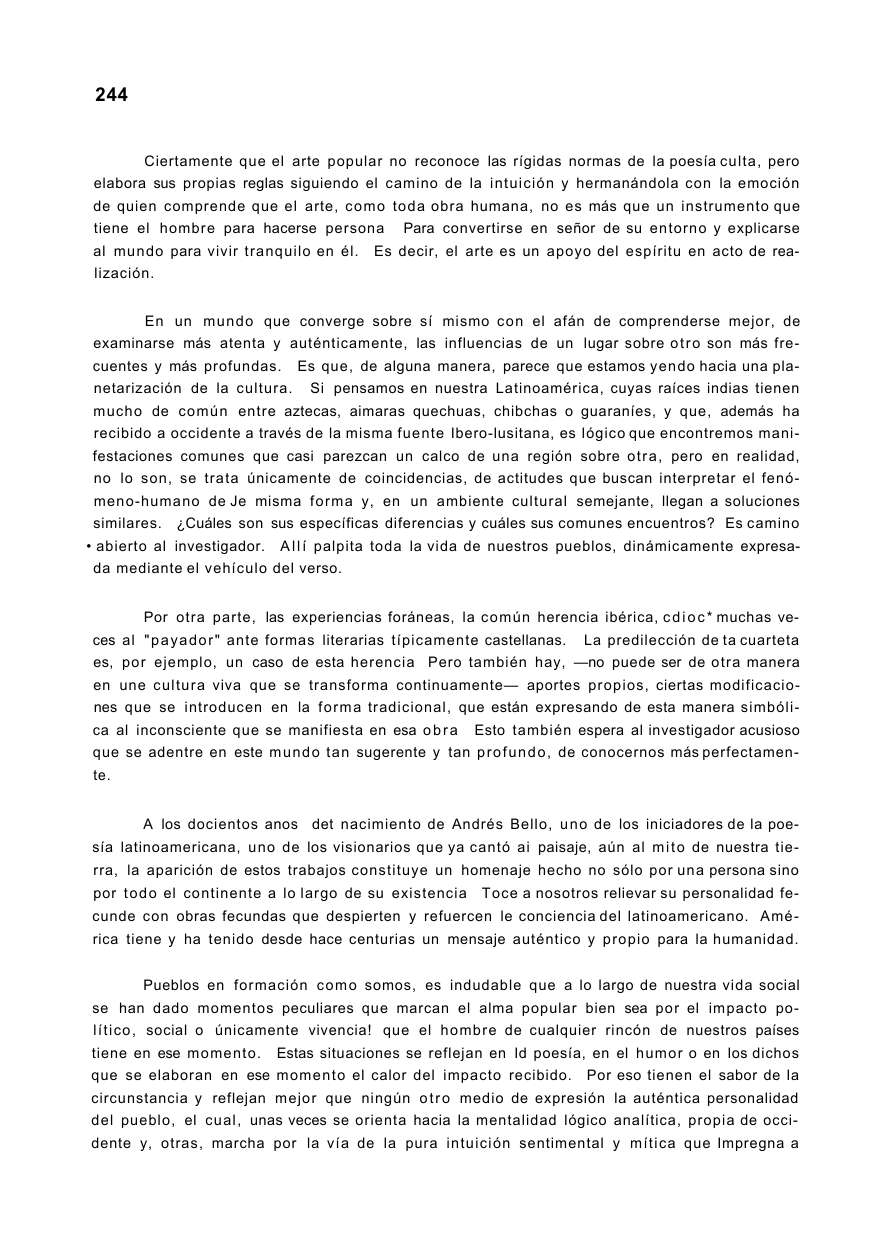 244
Ciertamente que el arte popular no reconoce las rígidas normas de la poesía culta, pero
elabora sus propias reglas siguiendo el camino de la intuición y hermanándola con la emoción
de quien comprende que el arte, como toda obra humana, no es más que un instrumento que
tiene el hombre para hacerse persona Para convertirse en señor de su entorno y explicarse
al mundo para vivir tranquilo en él. Es decir, el arte es un apoyo del espíritu en acto de rea-
lización.
En un mundo que converge sobre sí mismo con el afán de comprenderse mejor, de
examinarse más atenta y auténticamente, las influencias de un lugar sobre otro son más fre-
cuentes y más profundas. Es que, de alguna manera, parece que estamos yendo hacia una pla-
netarización de la cultura. Si pensamos en nuestra Latinoamérica, cuyas raíces indias tienen
mucho de común entre aztecas, aimaras quechuas, chibchas o guaraníes, y que, además ha
recibido a occidente a través de la misma fuente Ibero-lusitana, es lógico que encontremos mani-
festaciones comunes que casi parezcan un calco de una región sobre otra, pero en realidad,
no lo son, se trata únicamente de coincidencias, de actitudes que buscan interpretar el fenó-
meno-humano de Je misma forma y, en un ambiente cultural semejante, llegan a soluciones
similares. ¿Cuáles son sus específicas diferencias y cuáles sus comunes encuentros? Es camino
• abierto al investigador. Allí palpita toda la vida de nuestros pueblos, dinámicamente expresa-
da mediante el vehículo del verso.
Por otra parte, las experiencias foráneas, la común herencia ibérica, cdioc* muchas ve-
ces al "payador" ante formas literarias típicamente castellanas. La predilección de ta cuarteta
es, por ejemplo, un caso de esta herencia Pero también hay, —no puede ser de otra manera
en une cultura viva que se transforma continuamente— aportes propios, ciertas modificacio-
nes que se introducen en la forma tradicional, que están expresando de esta manera simbóli-
ca al inconsciente que se manifiesta en esa obra Esto también espera al investigador acusioso
que se adentre en este mundo tan sugerente y tan profundo, de conocernos más perfectamen-
te.
A los docientos anos det nacimiento de Andrés Bello, uno de los iniciadores de la poe-
sía latinoamericana, uno de los visionarios que ya cantó ai paisaje, aún al mito de nuestra tie-
rra, la aparición de estos trabajos constituye un homenaje hecho no sólo por una persona sino
por todo el continente a lo largo de su existencia Toce a nosotros relievar su personalidad fe-
cunde con obras fecundas que despierten y refuercen le conciencia del latinoamericano. Amé-
rica tiene y ha tenido desde hace centurias un mensaje auténtico y propio para la humanidad.
Pueblos en formación como somos, es indudable que a lo largo de nuestra vida social
se han dado momentos peculiares que marcan el alma popular bien sea por el impacto po-
lítico, social o únicamente vivencia! que el hombre de cualquier rincón de nuestros países
tiene en ese momento. Estas situaciones se reflejan en Id poesía, en el humor o en los dichos
que se elaboran en ese momento el calor del impacto recibido. Por eso tienen el sabor de la
circunstancia y reflejan mejor que ningún otro medio de expresión la auténtica personalidad
del pueblo, el cual, unas veces se orienta hacia la mentalidad lógico analítica, propia de occi-
dente y, otras, marcha por la vía de la pura intuición sentimental y mítica que Impregna a